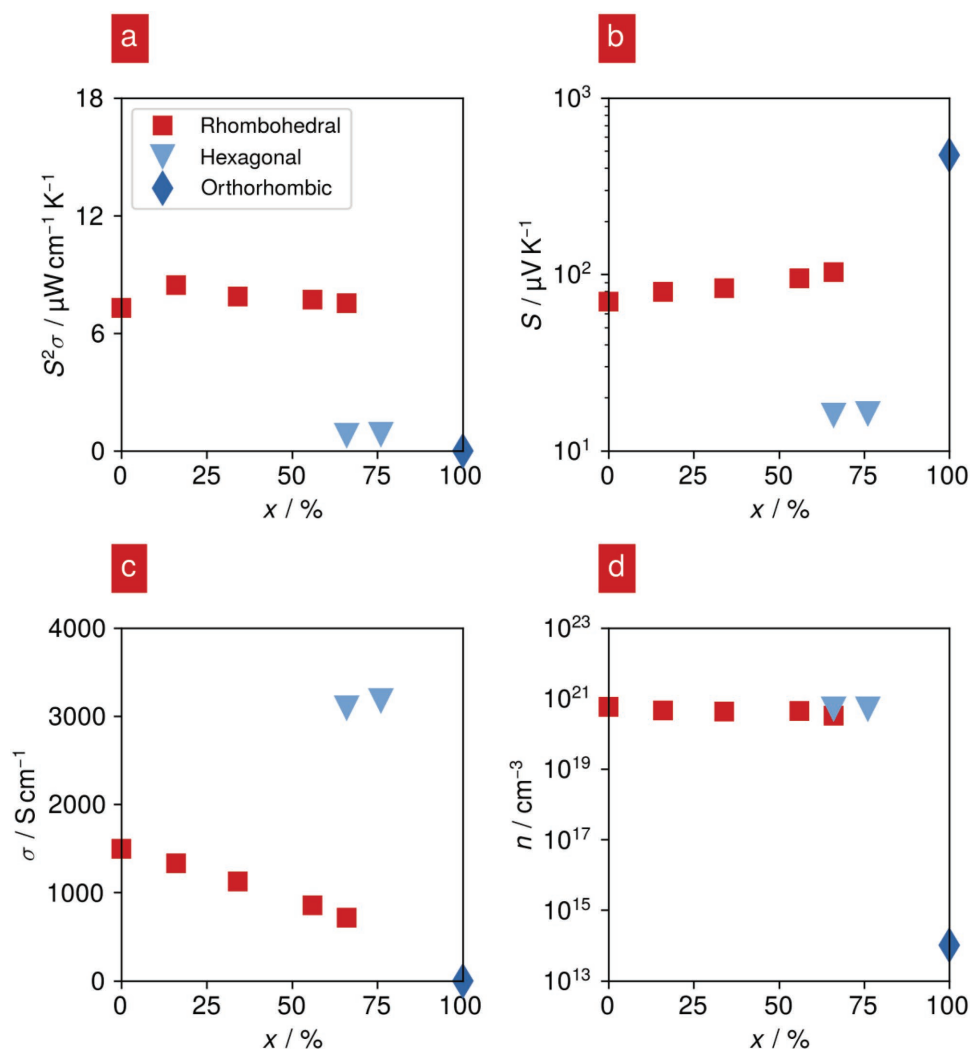 a
b
18
12
6
0
S²σ / µW cm⁻¹ K⁻¹
Rhombohedral
Hexagonal
Orthorhombic
0 25 50 75 100
x / %
10³
10²
10¹
S / µV K⁻¹
0 25 50 75 100
x / %
c
d
4000
3000
2000
1000
0
σ / S cm⁻¹
0 25 50 75 100
x / %
10²³
10²¹
10¹⁹
10¹⁷
10¹⁵
10¹³
n / cm⁻³
0 25 50 75 100
x / %